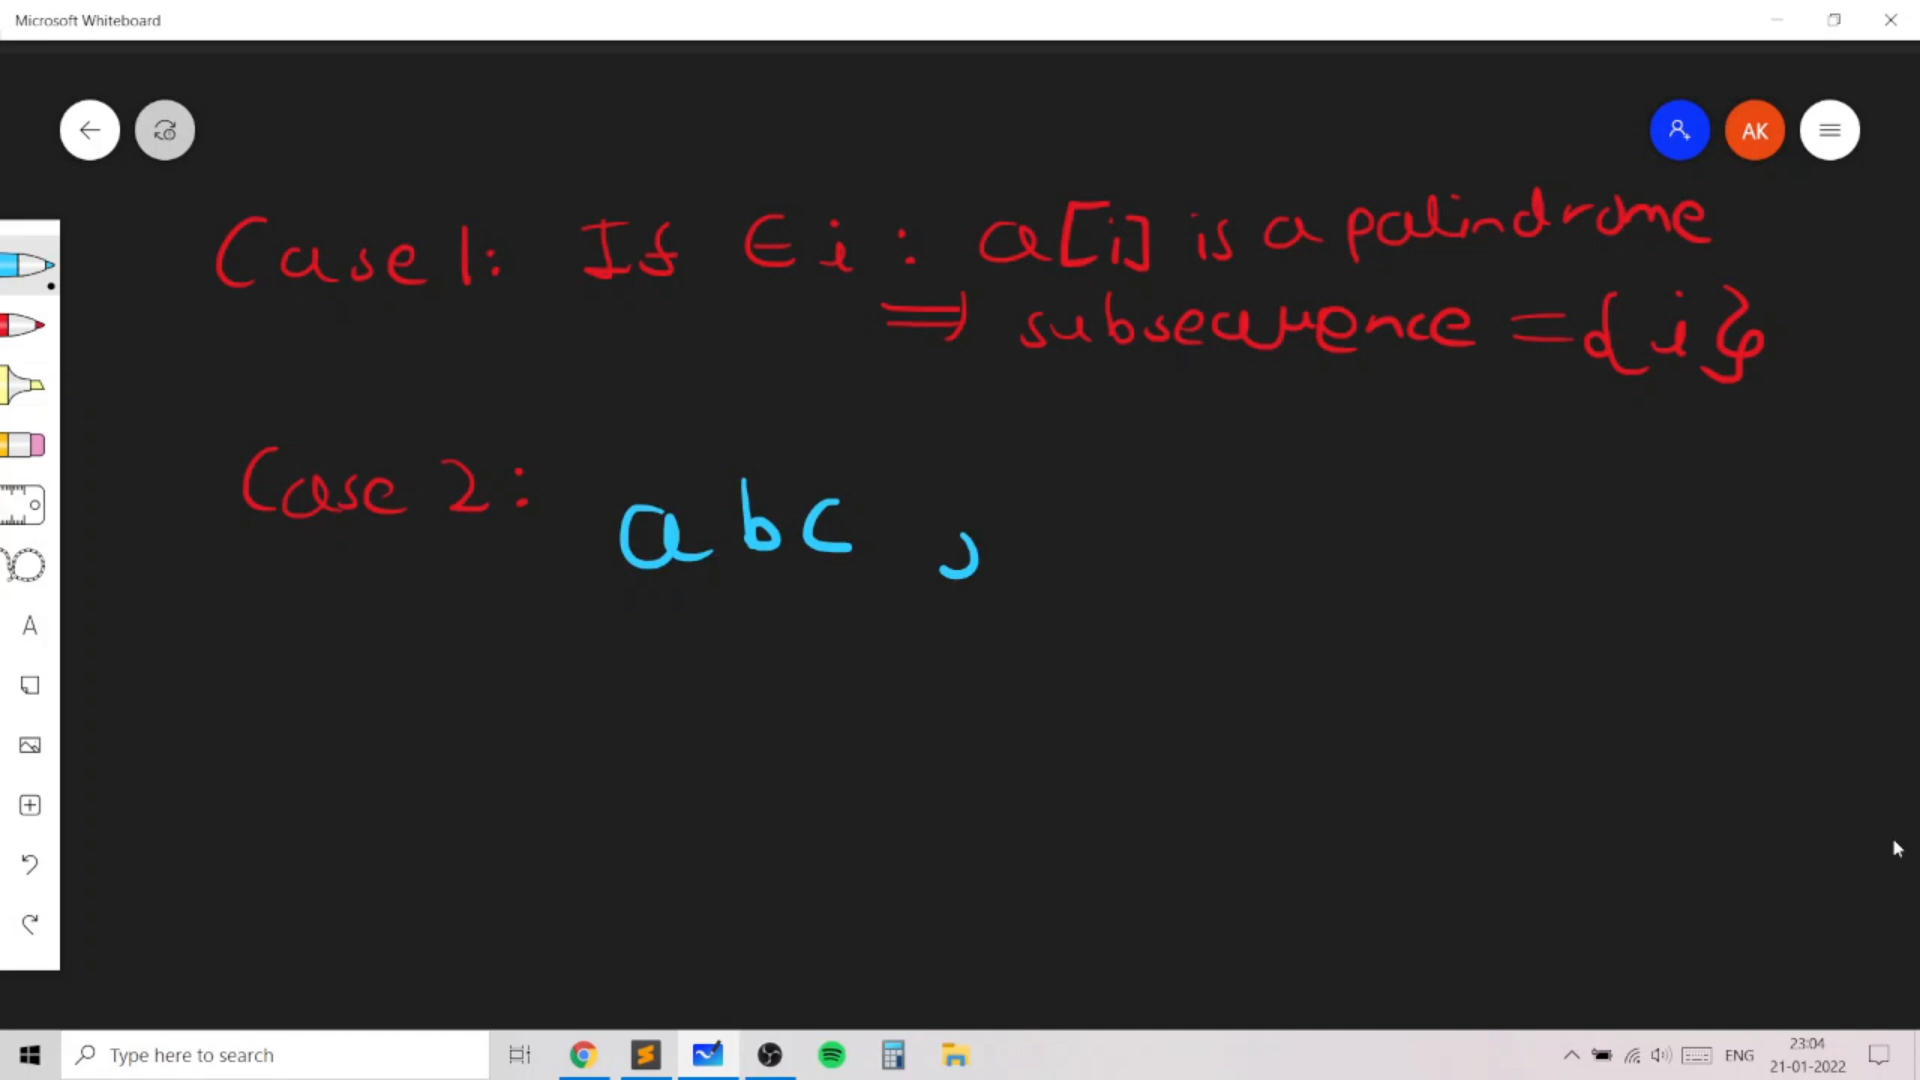 Microsoft Whiteboard
AK
Case 1: If ∈ i : a[i] is a palindrome
⇒ subsequence = {i}
Case 2: abc ,
A
Type here to search
ENG
23:04
21-01-2022